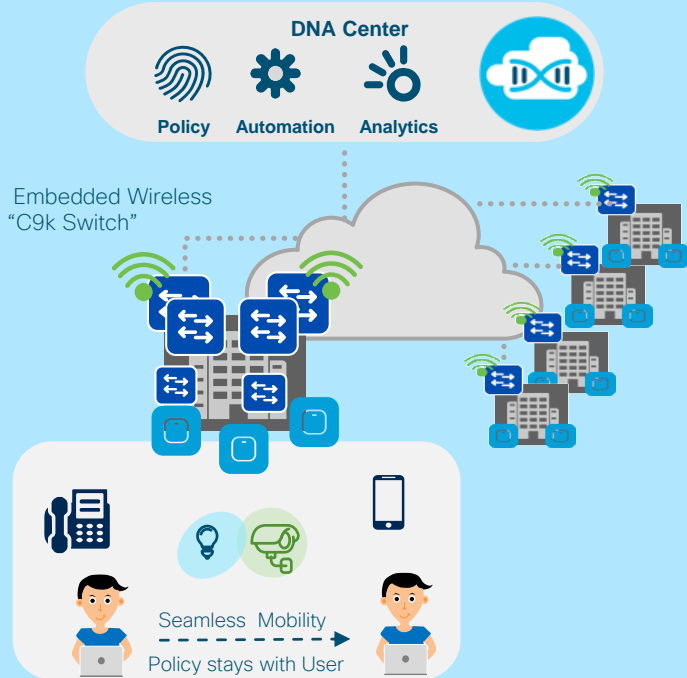 DNA Center
Policy Automation Analytics
Embedded Wireless
“C9k Switch”
Seamless Mobility
Policy stays with User